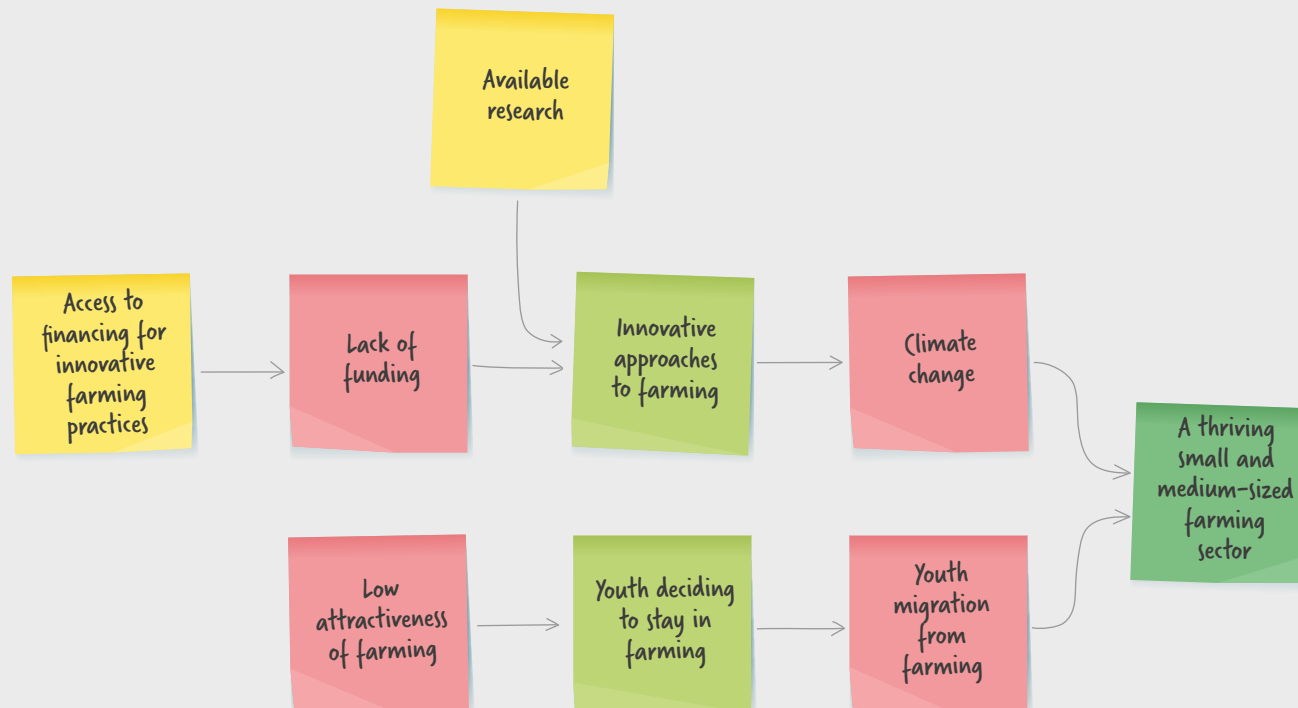 Available
research
Access to
financing for
innovative
farming
practices
Lack of
funding
Innovative
approaches
to farming
Climate
change
A thriving
small and
medium-sized
farming
sector
Low
attractiveness
of farming
Youth deciding
to stay in
farming
Youth
migration
from
farming